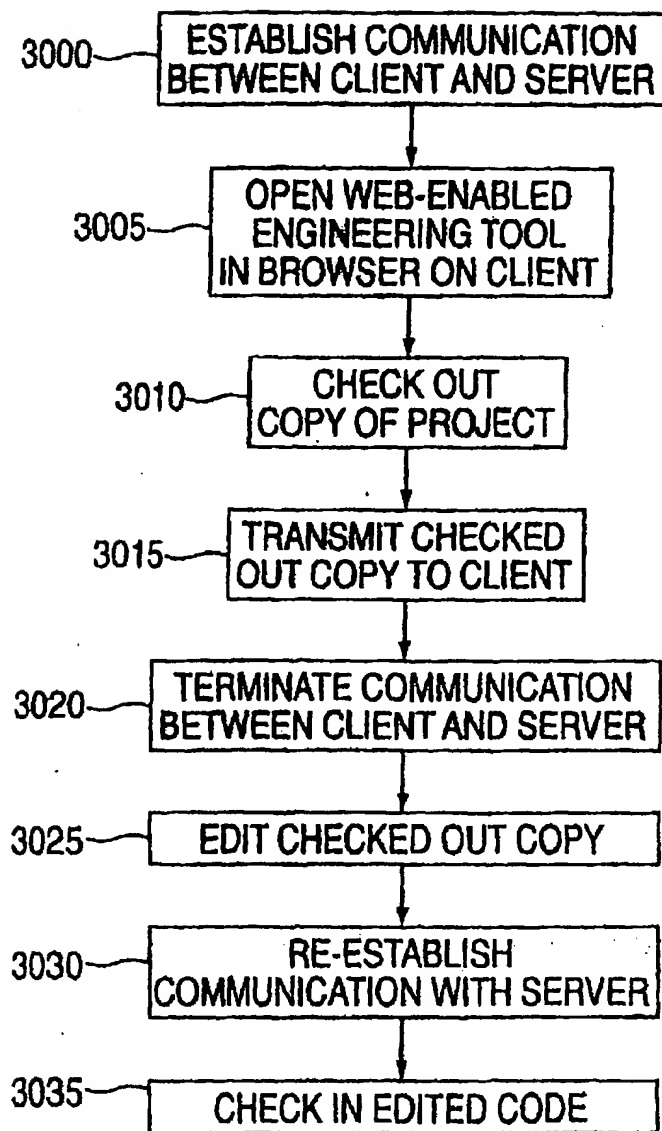 3000
ESTABLISH COMMUNICATION
BETWEEN CLIENT AND SERVER
3005
OPEN WEB-ENABLED
ENGINEERING TOOL
IN BROWSER ON CLIENT
3010
CHECK OUT
COPY OF PROJECT
3015
TRANSMIT CHECKED
OUT COPY TO CLIENT
3020
TERMINATE COMMUNICATION
BETWEEN CLIENT AND SERVER
3025
EDIT CHECKED OUT COPY
3030
RE-ESTABLISH
COMMUNICATION WITH SERVER
3035
CHECK IN EDITED CODE